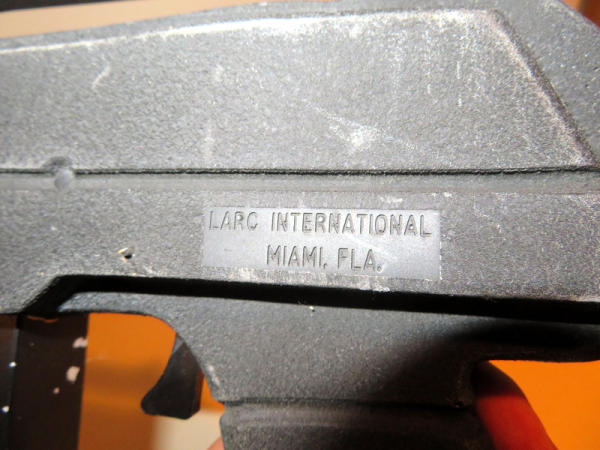 LARC INTERNATIONAL
MIAMI, FLA.